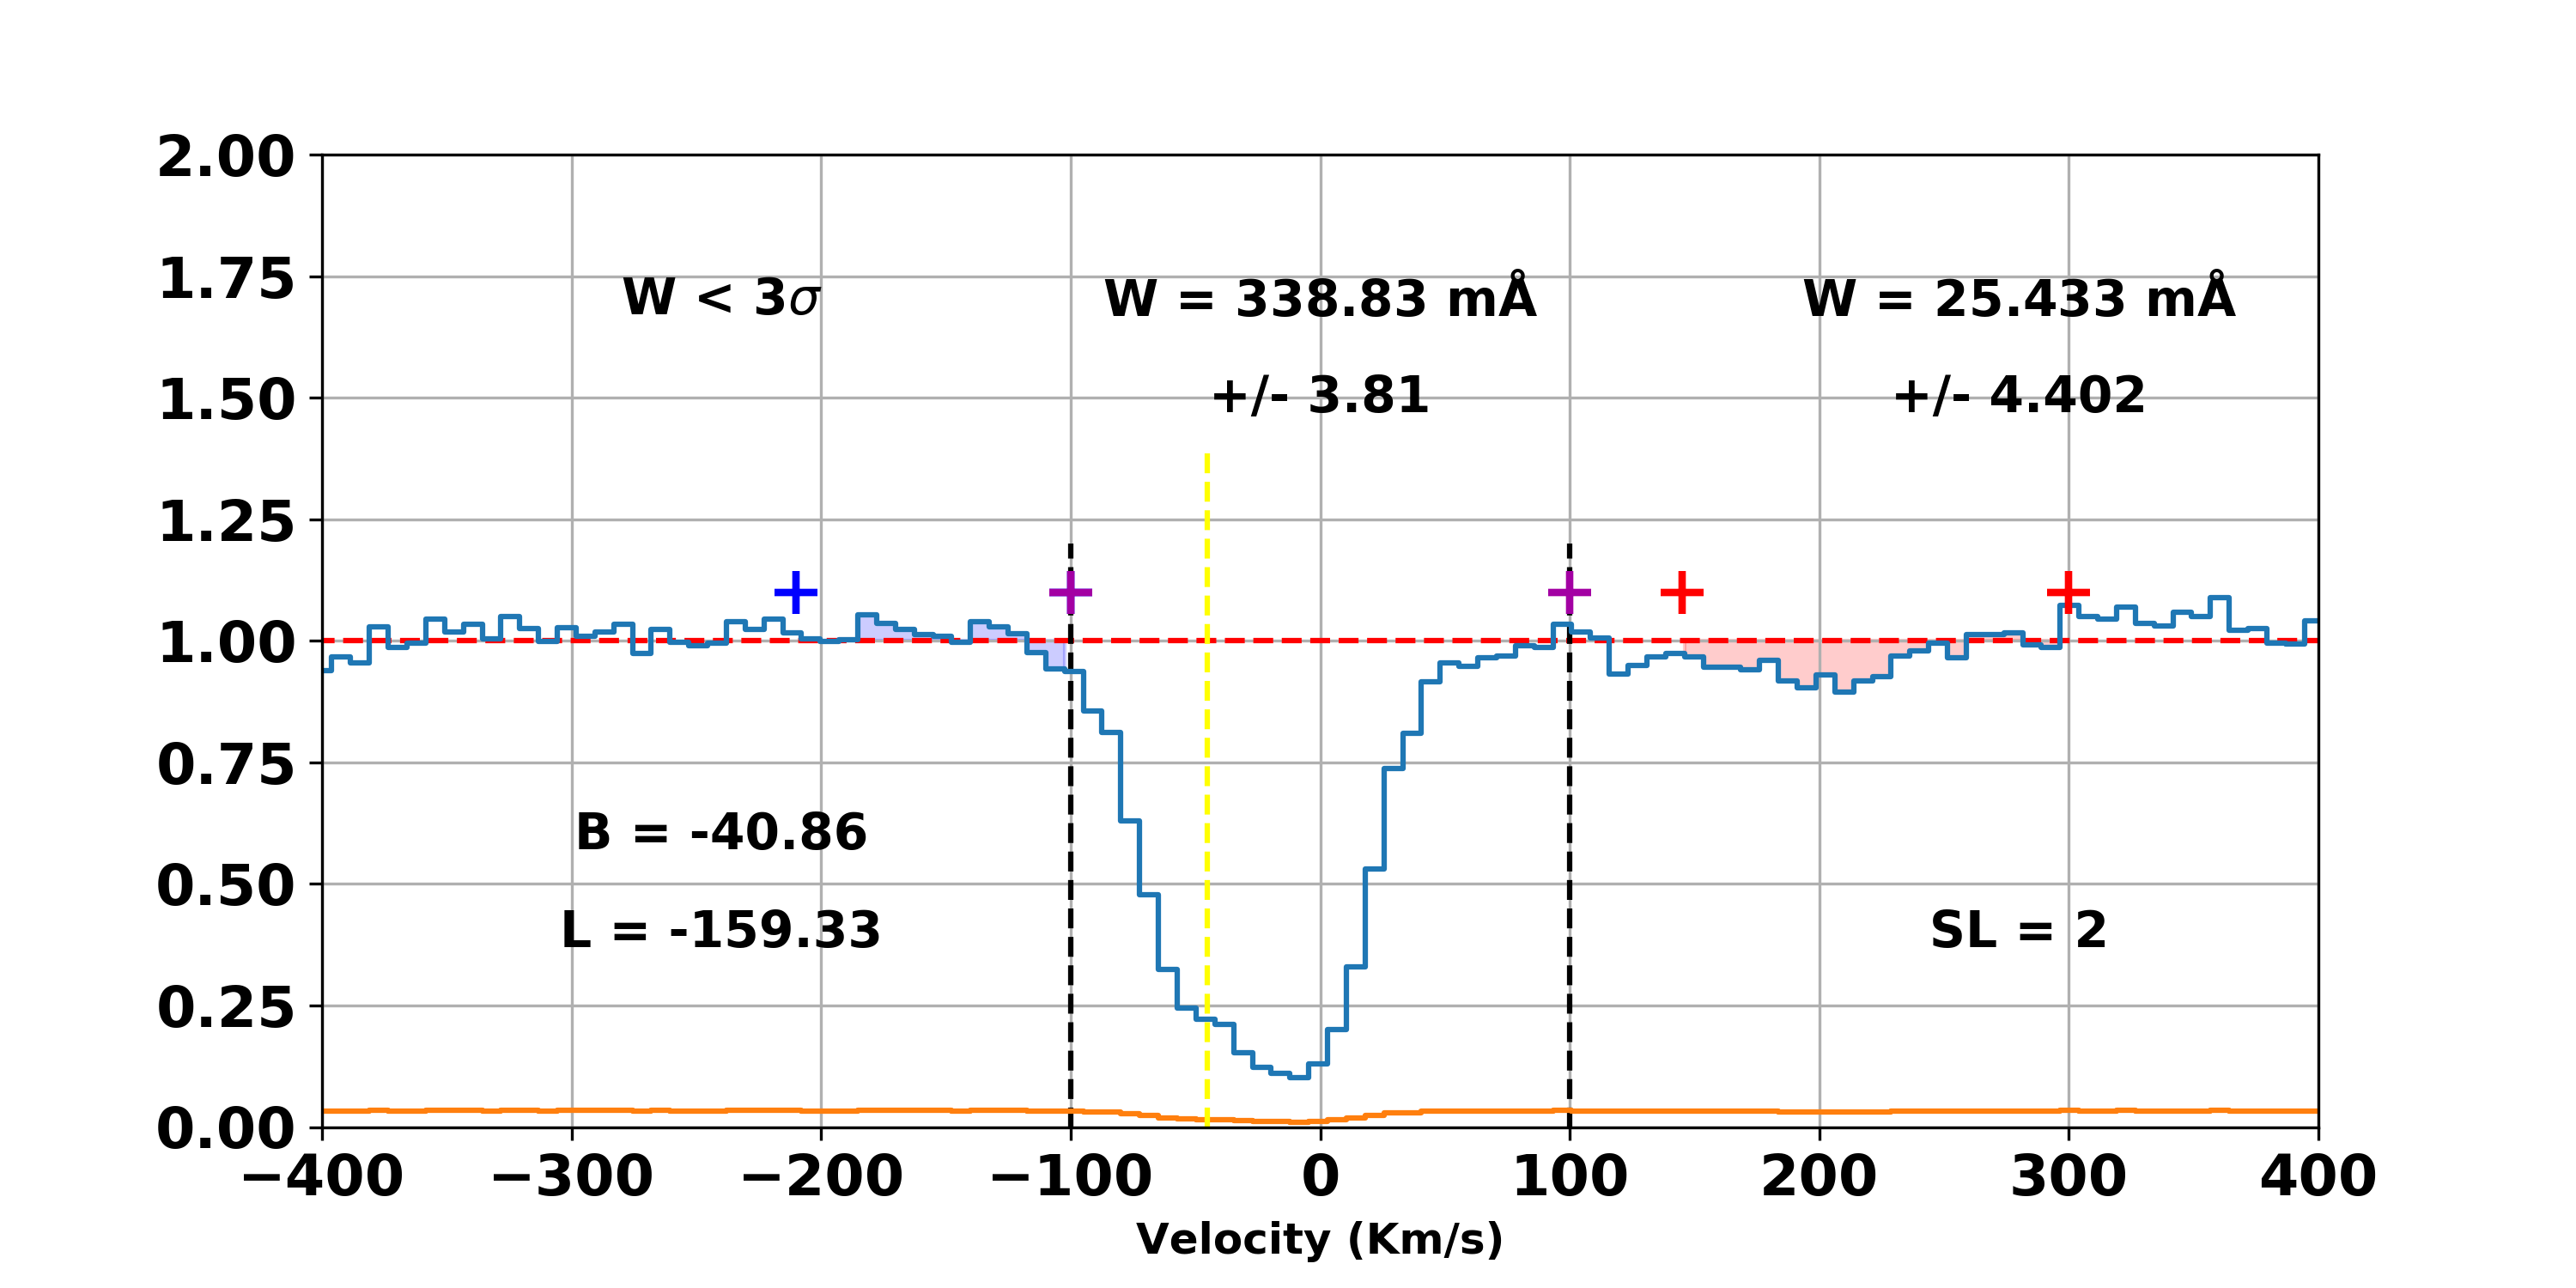 2.00
1.75
W < 3σ
W = 338.83 mÅ
W = 25.433 mÅ
1.50
+/- 3.81
+/- 4.402
1.25
1.00
0.75
B = -40.86
0.50
L = -159.33
SL = 2
0.25
0.00
−400 −300 −200 −100 0 100 200 300 400
Velocity (Km/s)